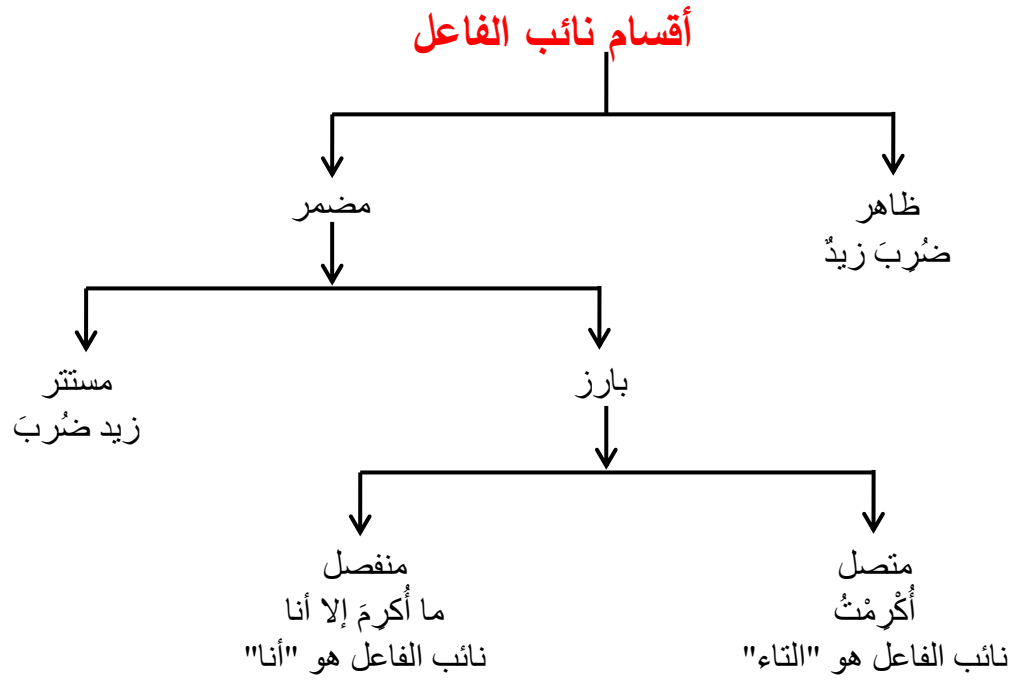 أقسام نائب الفاعل
ظاهر
ضُرِبَ زيدٌ
مضمر
بارز
مستتر
زيد ضُربَ
متصل
أُكْرِمْتُ
نائب الفاعل هو "التاء"
منفصل
ما أُكرِمَ إلا أنا
نائب الفاعل هو "أنا"